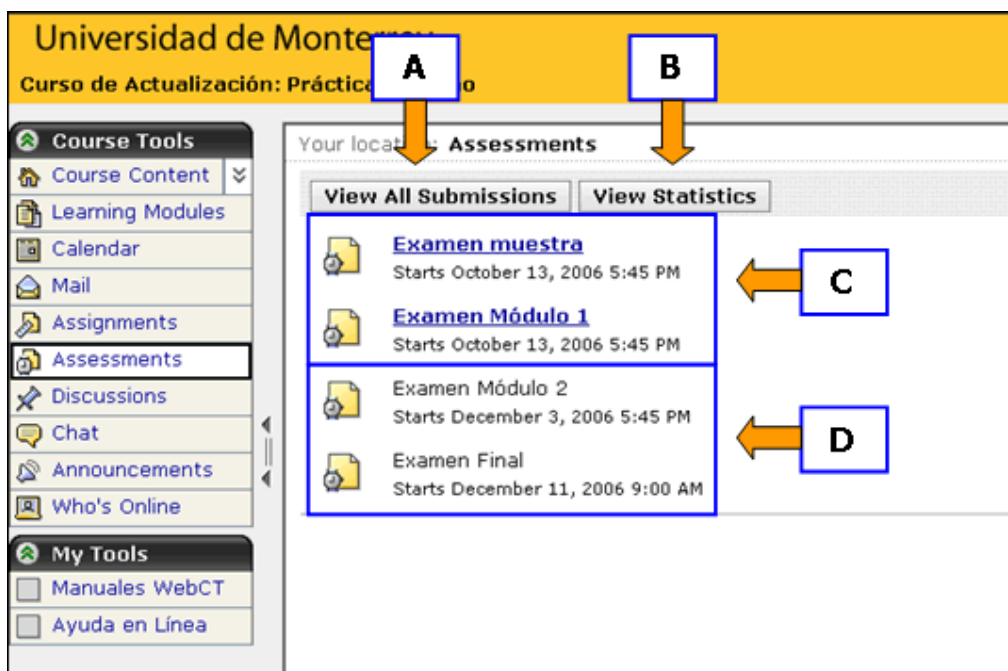 Universidad de Monterrey
A
B
Curso de Actualización: Práctica
Course Tools
Course Content
Learning Modules
Calendar
Mail
Assignments
Assessments
Discussions
Chat
Announcements
Who's Online
My Tools
Manuales WebCT
Ayuda en Línea
Your location: Assessments
View All Submissions View Statistics
Examen muestra
Starts October 13, 2006 5:45 PM
C
Examen Módulo 1
Starts October 13, 2006 5:45 PM
Examen Módulo 2
Starts December 3, 2006 5:45 PM
D
Examen Final
Starts December 11, 2006 9:00 AM